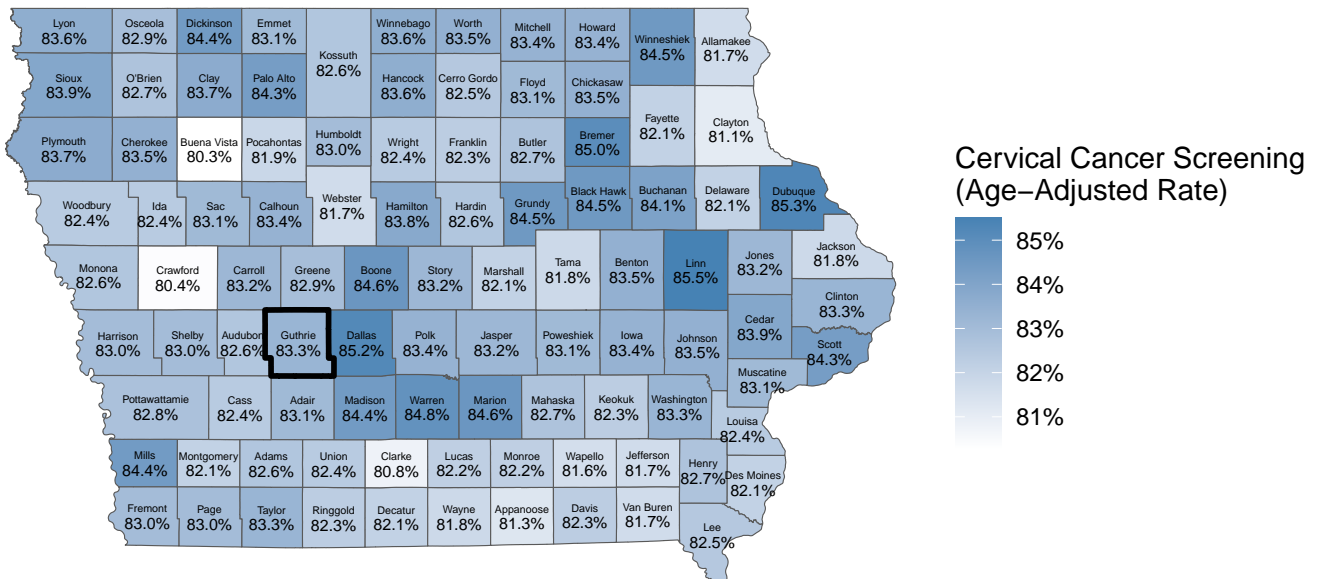 Lyon
83.6%
Osceola
82.9%
Dickinson
84.4%
Emmet
83.1%
Kossuth
82.6%
Winnebago
83.6%
Worth
83.5%
Mitchell
83.4%
Howard
83.4%
Winneshiek
84.5%
Allamakee
81.7%
Sioux
83.9%
O'Brien
82.7%
Clay
83.7%
Palo Alto
84.3%
Hancock
83.6%
Cerro Gordo
82.5%
Floyd
83.1%
Chickasaw
83.5%
Fayette
82.1%
Clayton
81.1%
Plymouth
83.7%
Cherokee
83.5%
Buena Vista
80.3%
Pocahontas
81.9%
Humboldt
83.0%
Wright
82.4%
Franklin
82.3%
Butler
82.7%
Bremer
85.0%
Woodbury
82.4%
Ida
82.4%
Sac
83.1%
Calhoun
83.4%
Webster
81.7%
Hamilton
83.8%
Hardin
82.6%
Grundy
84.5%
Black Hawk
84.5%
Buchanan
84.1%
Delaware
82.1%
Dubuque
85.3%
Monona
82.6%
Crawford
80.4%
Carroll
83.2%
Greene
82.9%
Boone
84.6%
Story
83.2%
Marshall
82.1%
Tama
81.8%
Benton
83.5%
Linn
85.5%
Jones
83.2%
Jackson
81.8%
Clinton
83.3%
Harrison
83.0%
Shelby
83.0%
Audubon
82.6%
Guthrie
83.3%
Dallas
85.2%
Polk
83.4%
Jasper
83.2%
Poweshiek
83.1%
Iowa
83.4%
Johnson
83.5%
Cedar
83.9%
Scott
84.3%
Muscatine
83.1%
Pottawattamie
82.8%
Cass
82.4%
Adair
83.1%
Madison
84.4%
Warren
84.8%
Marion
84.6%
Mahaska
82.7%
Keokuk
82.3%
Washington
83.3%
Louisa
82.4%
Mills
84.4%
Montgomery
82.1%
Adams
82.6%
Union
82.4%
Clarke
80.8%
Lucas
82.2%
Monroe
82.2%
Wapello
81.6%
Jefferson
81.7%
Henry
82.7%
Des Moines
82.1%
Fremont
83.0%
Page
83.0%
Taylor
83.3%
Ringgold
82.3%
Decatur
82.1%
Wayne
81.8%
Appanoose
81.3%
Davis
82.3%
Van Buren
81.7%
Lee
82.5%
Cervical Cancer Screening
(Age−Adjusted Rate)
85%
84%
83%
82%
81%